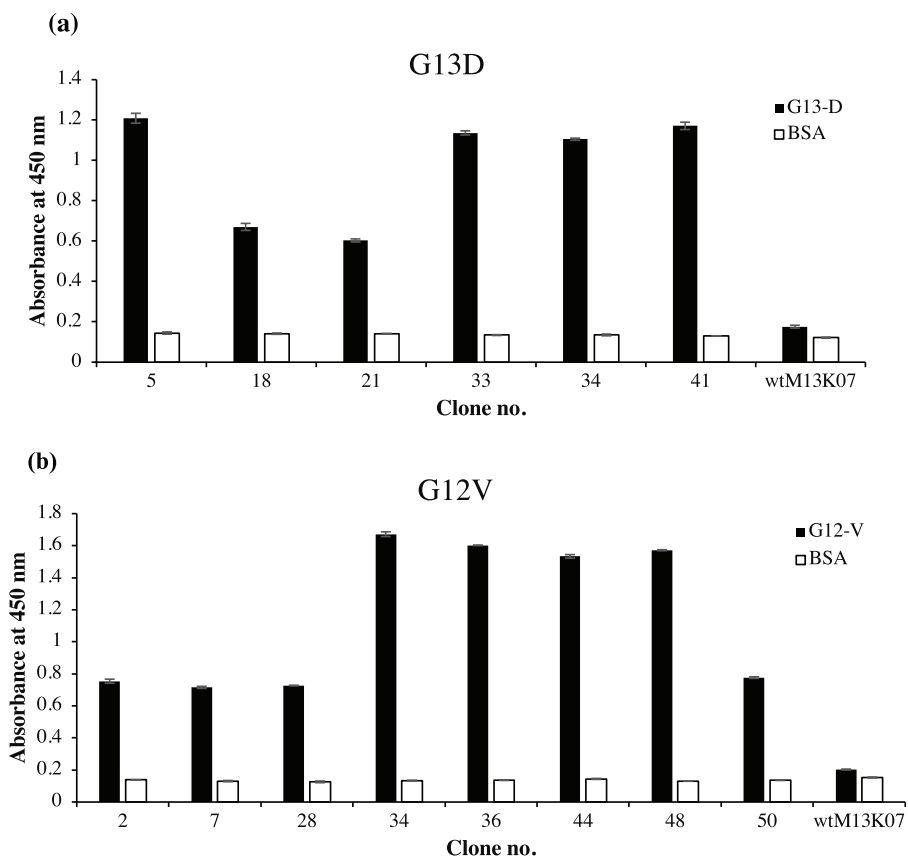 (a)
G13D
1.4
1.2
1
0.8
0.6
0.4
0.2
0
Absorbance at 450 nm
G13-D
BSA
5 18 21 33 34 41 wtM13K07
Clone no.
(b)
G12V
1.8
1.6
1.4
1.2
1
0.8
0.6
0.4
0.2
0
Absorbance at 450 nm
G12-V
BSA
2 7 28 34 36 44 48 50 wtM13K07
Clone no.